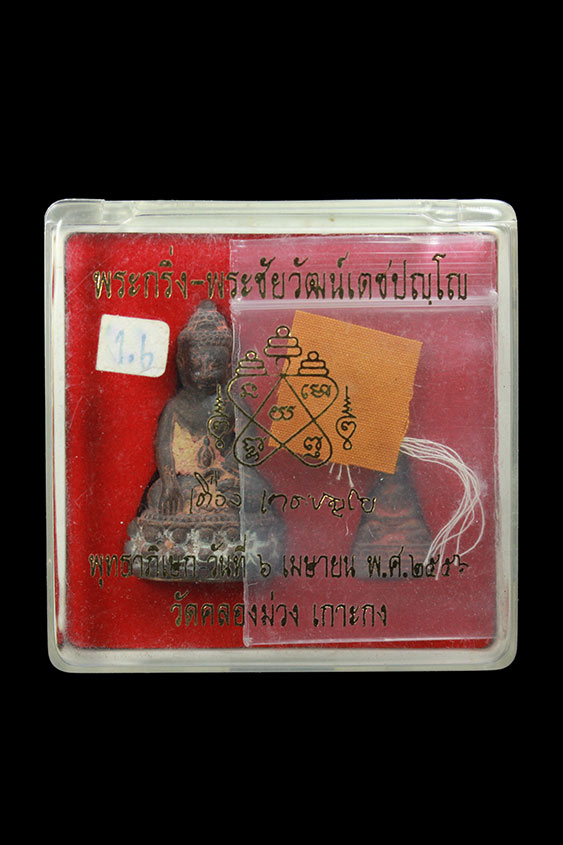 พระกริ่ง-พระชัยวัฒน์เตชปญฺโญ
พุทธาภิเษก วันที่ ๖ เมษายน พ.ศ.๒๕๕๖
วัดคลองม่วง เกาะกง